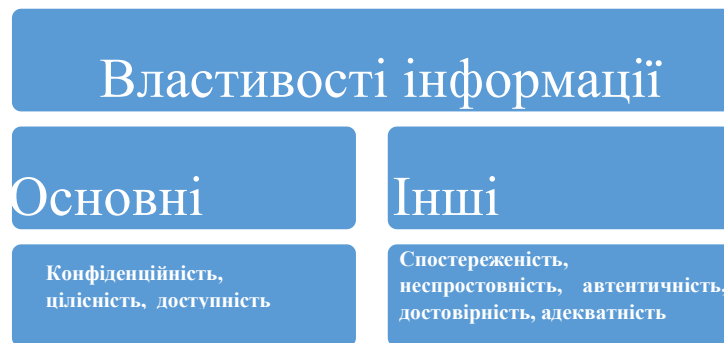 Властивості інформації
Основні
Інші
Конфіденційність,
цілісність, доступність
Спостереженість,
неспростовність, автентичність,
достовірність, адекватність